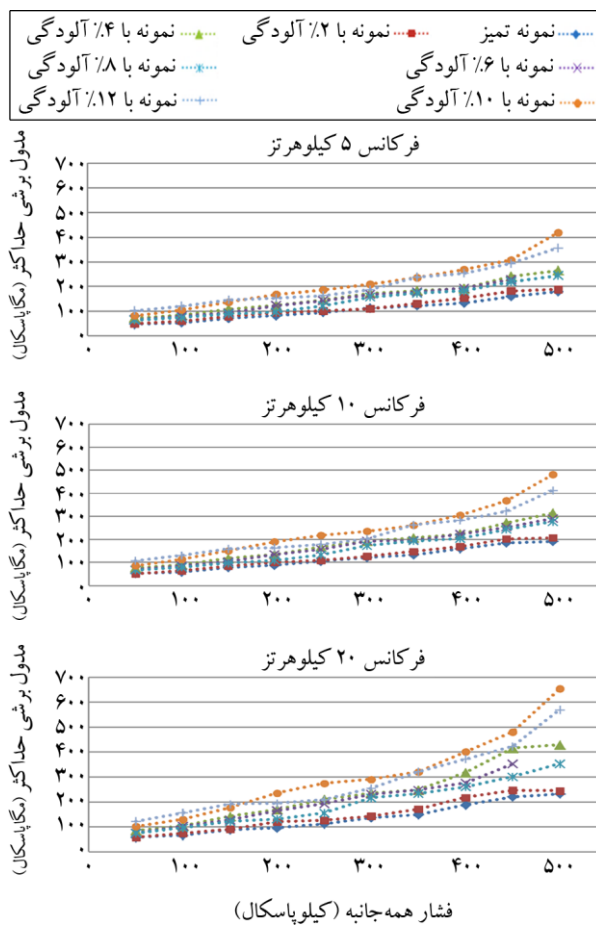 نمونه تمیز نمونه با ۲٪ آلودگی نمونه با ۴٪ آلودگی
نمونه با ۶٪ آلودگی نمونه با ۸٪ آلودگی
نمونه با ۱۰٪ آلودگی نمونه با ۱۲٪ آلودگی
فرکانس ۵ کیلوهرتز
مدول برشی حداکثر (مگاپاسکال)
۷۰۰
۶۰۰
۵۰۰
۴۰۰
۳۰۰
۲۰۰
۱۰۰
۰
۰ ۱۰۰ ۲۰۰ ۳۰۰ ۴۰۰ ۵۰۰
فرکانس ۱۰ کیلوهرتز
مدول برشی حداکثر (مگاپاسکال)
۷۰۰
۶۰۰
۵۰۰
۴۰۰
۳۰۰
۲۰۰
۱۰۰
۰
۰ ۱۰۰ ۲۰۰ ۳۰۰ ۴۰۰ ۵۰۰
فرکانس ۲۰ کیلوهرتز
مدول برشی حداکثر (مگاپاسکال)
۷۰۰
۶۰۰
۵۰۰
۴۰۰
۳۰۰
۲۰۰
۱۰۰
۰
۰ ۱۰۰ ۲۰۰ ۳۰۰ ۴۰۰ ۵۰۰
فشار همه‌جانبه (کیلوپاسکال)